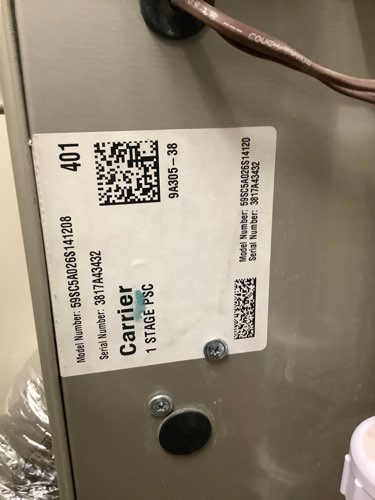 401
9A305-38
Model Number: 59SC5A026S141208
Serial Number: 3817A43432
Carrier
1 STAGE PSC
Model Number: 59SC5A026S14120
Serial Number: 3817A43432